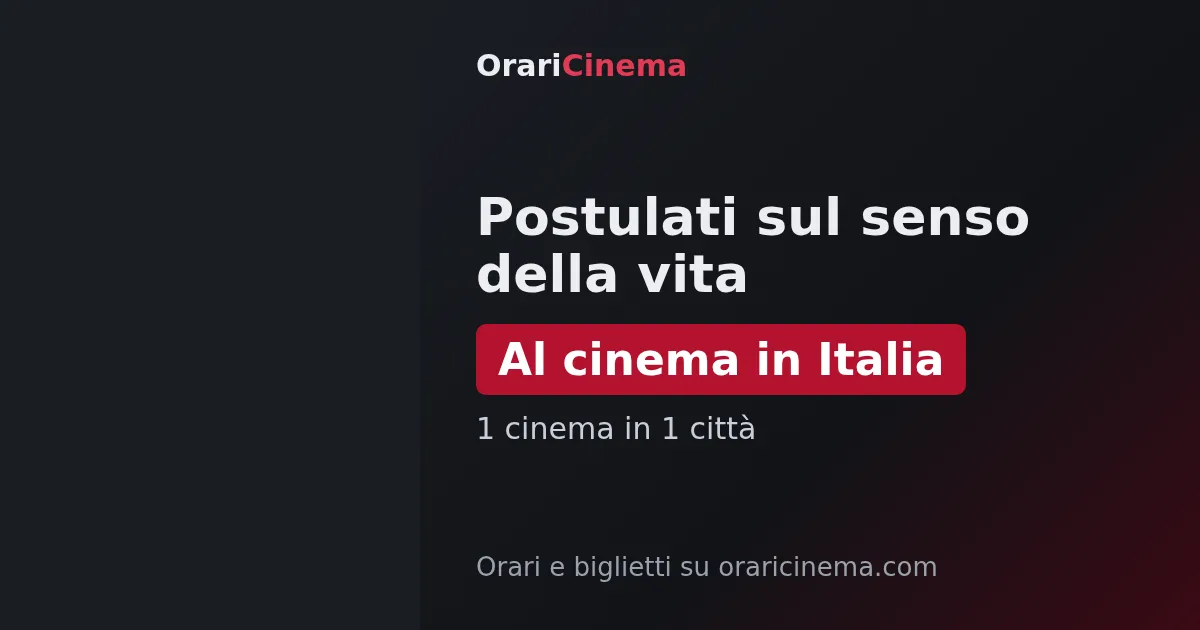 OrariCinema
Postulati sul senso
della vita
Al cinema in Italia
1 cinema in 1 città
Orari e biglietti su oraricinema.com